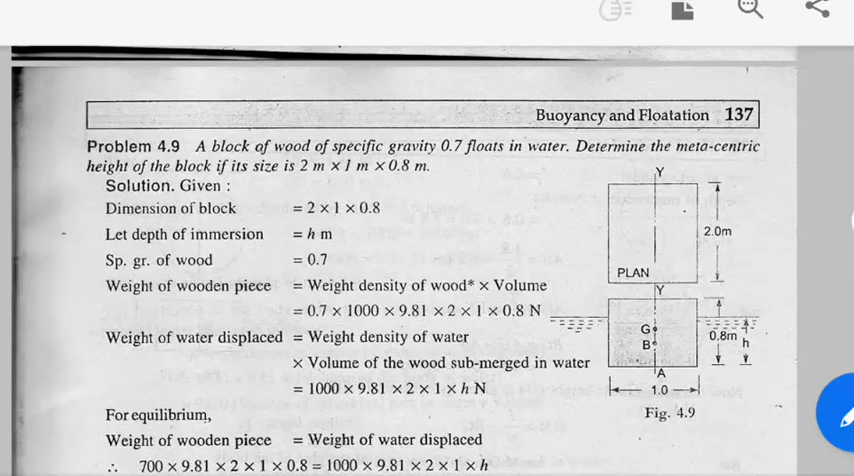 Buoyancy and Floatation 137
Problem 4.9 A block of wood of specific gravity 0.7 floats in water. Determine the meta-centric
height of the block if its size is 2 m × 1 m × 0.8 m.
Solution. Given :
Dimension of block = 2 × 1 × 0.8
Let depth of immersion = h m
Sp. gr. of wood = 0.7
Weight of wooden piece = Weight density of wood* × Volume
= 0.7 × 1000 × 9.81 × 2 × 1 × 0.8 N
Weight of water displaced = Weight density of water
× Volume of the wood sub-merged in water
= 1000 × 9.81 × 2 × 1 × h N
For equilibrium,
Weight of wooden piece = Weight of water displaced
∴ 700 × 9.81 × 2 × 1 × 0.8 = 1000 × 9.81 × 2 × 1 × h
Y
2.0m
PLAN
Y
G
B
0.8m
h
A
1.0
Fig. 4.9